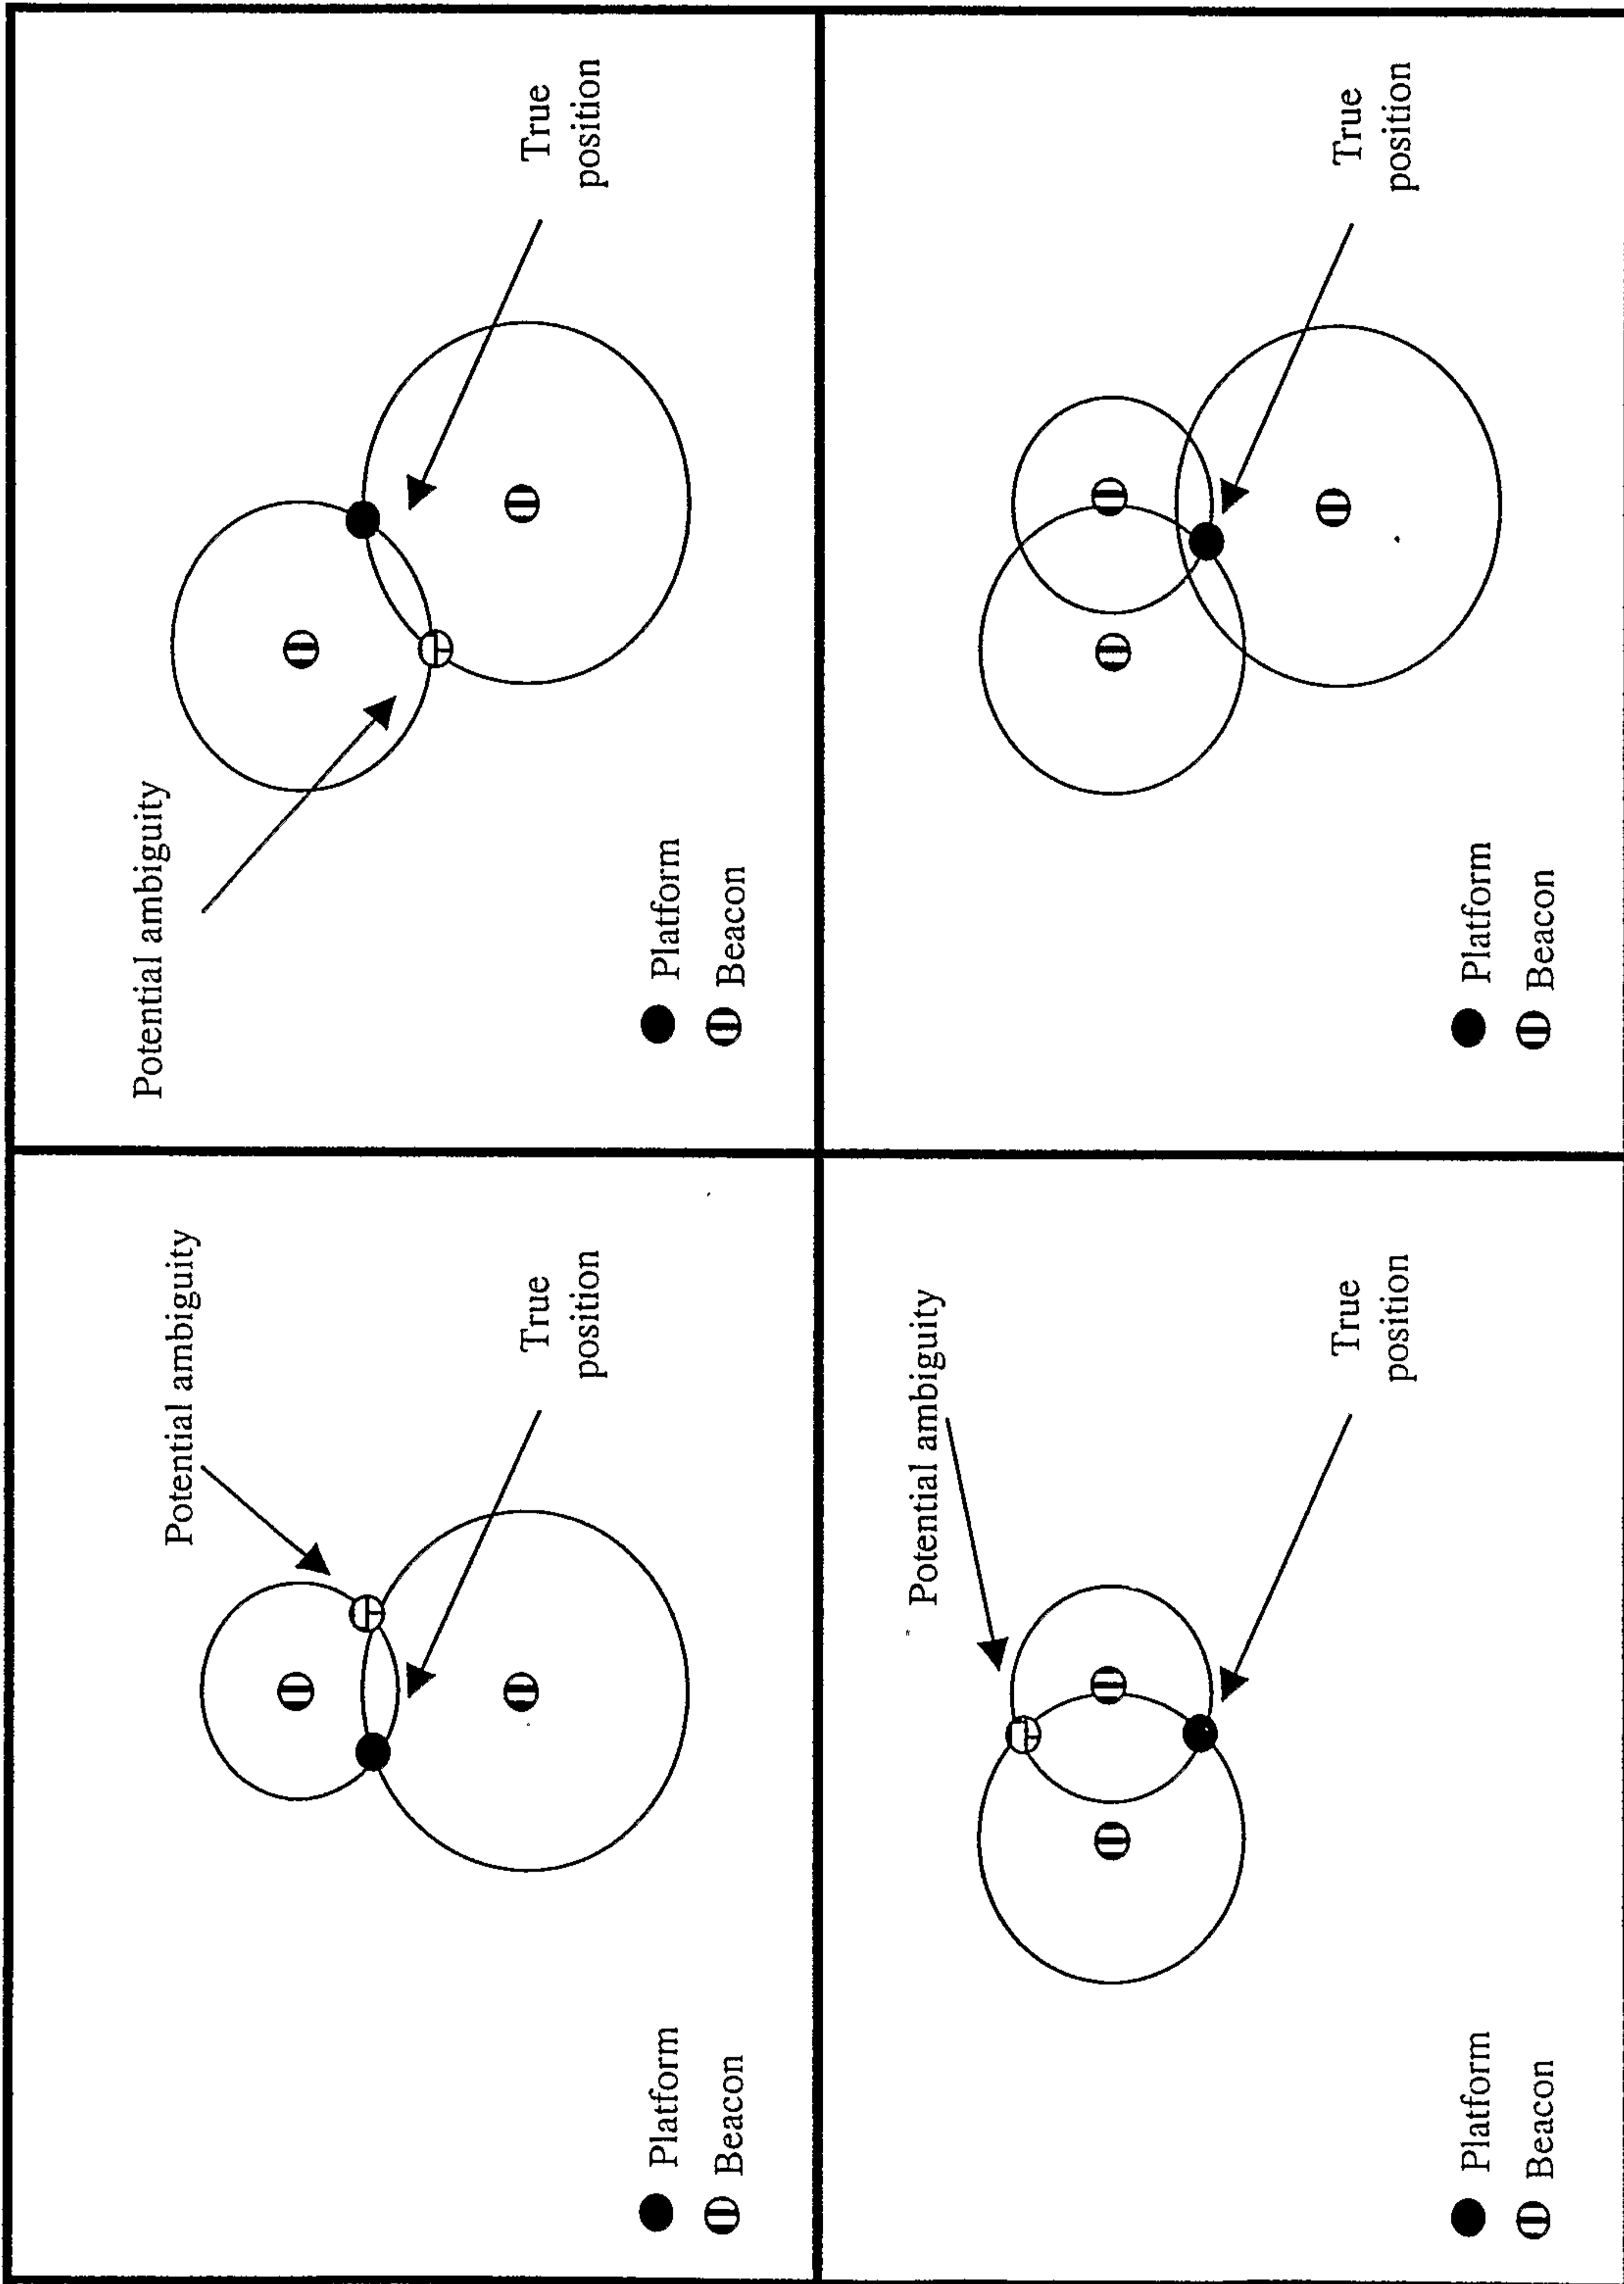 Potential ambiguity
True
position
Platform
Beacon
Potential ambiguity
True
position
Platform
Beacon
Potential ambiguity
True
position
Platform
Beacon
True
position
Platform
Beacon